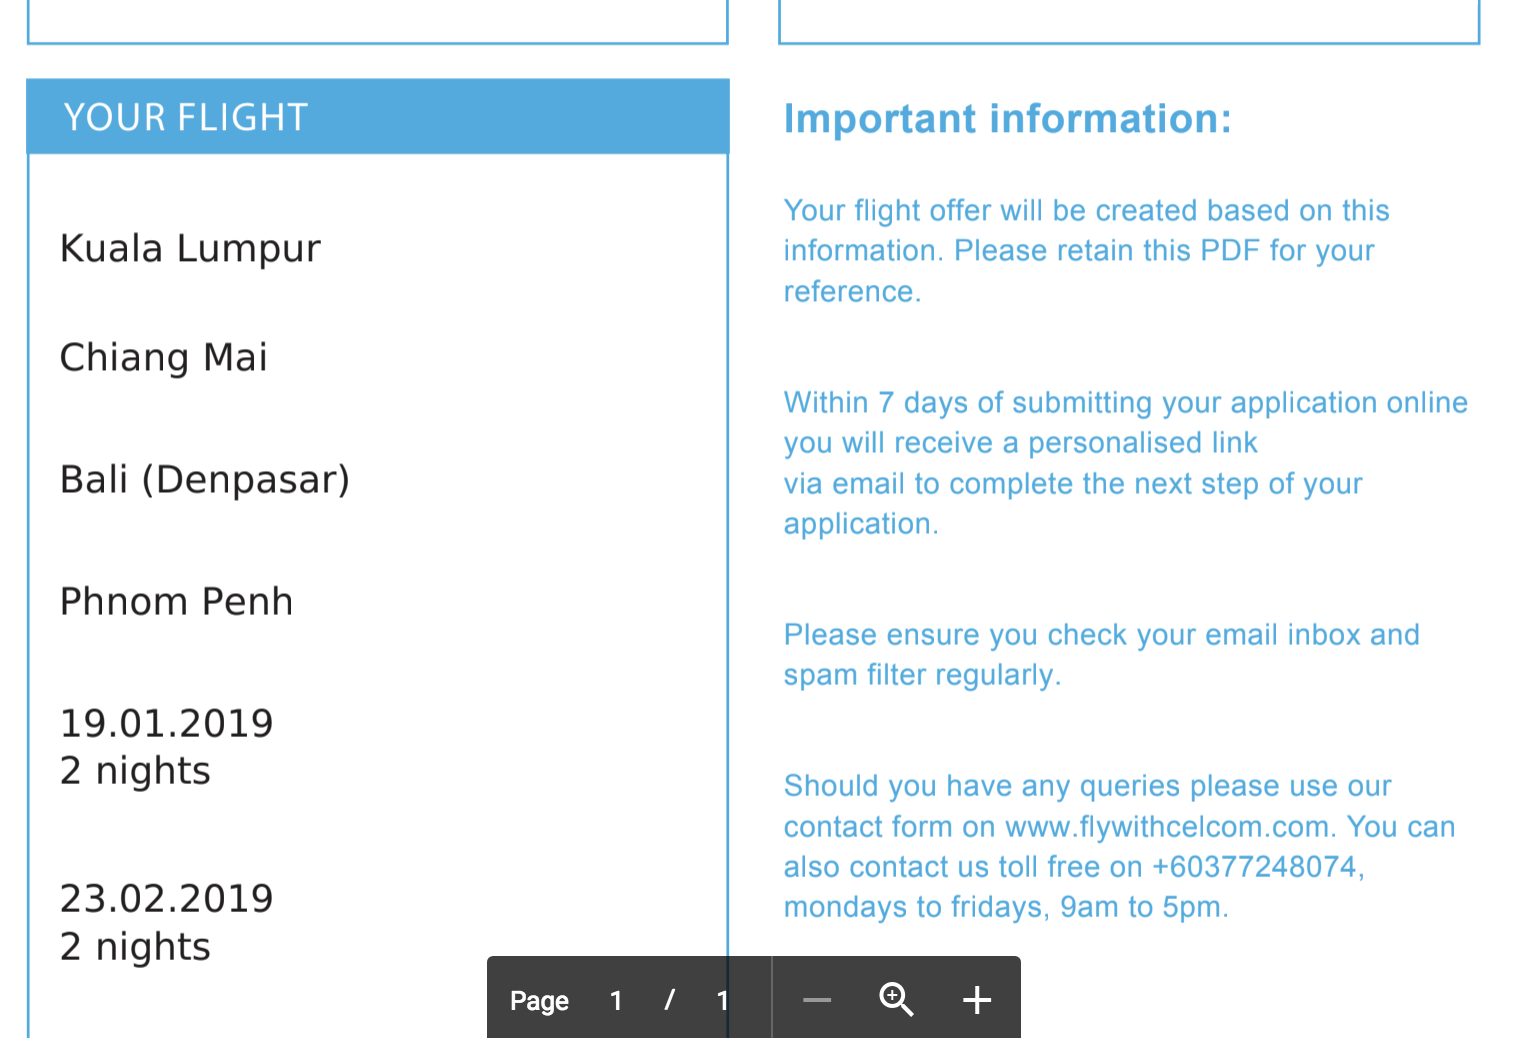 YOUR FLIGHT
Kuala Lumpur
Chiang Mai
Bali (Denpasar)
Phnom Penh
19.01.2019
2 nights
23.02.2019
2 nights
Important information:
Your flight offer will be created based on this
information. Please retain this PDF for your
reference.
Within 7 days of submitting your application online
you will receive a personalised link
via email to complete the next step of your
application.
Please ensure you check your email inbox and
spam filter regularly.
Should you have any queries please use our
contact form on www.flywithcelcom.com. You can
also contact us toll free on +60377248074,
mondays to fridays, 9am to 5pm.
Page 1 / 1